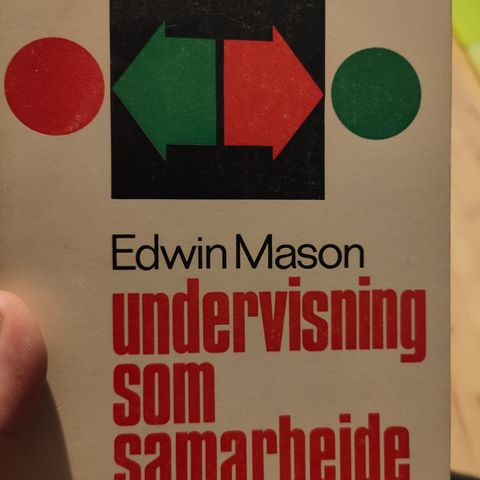 Edwin Mason
undervisning
som
samarbeide